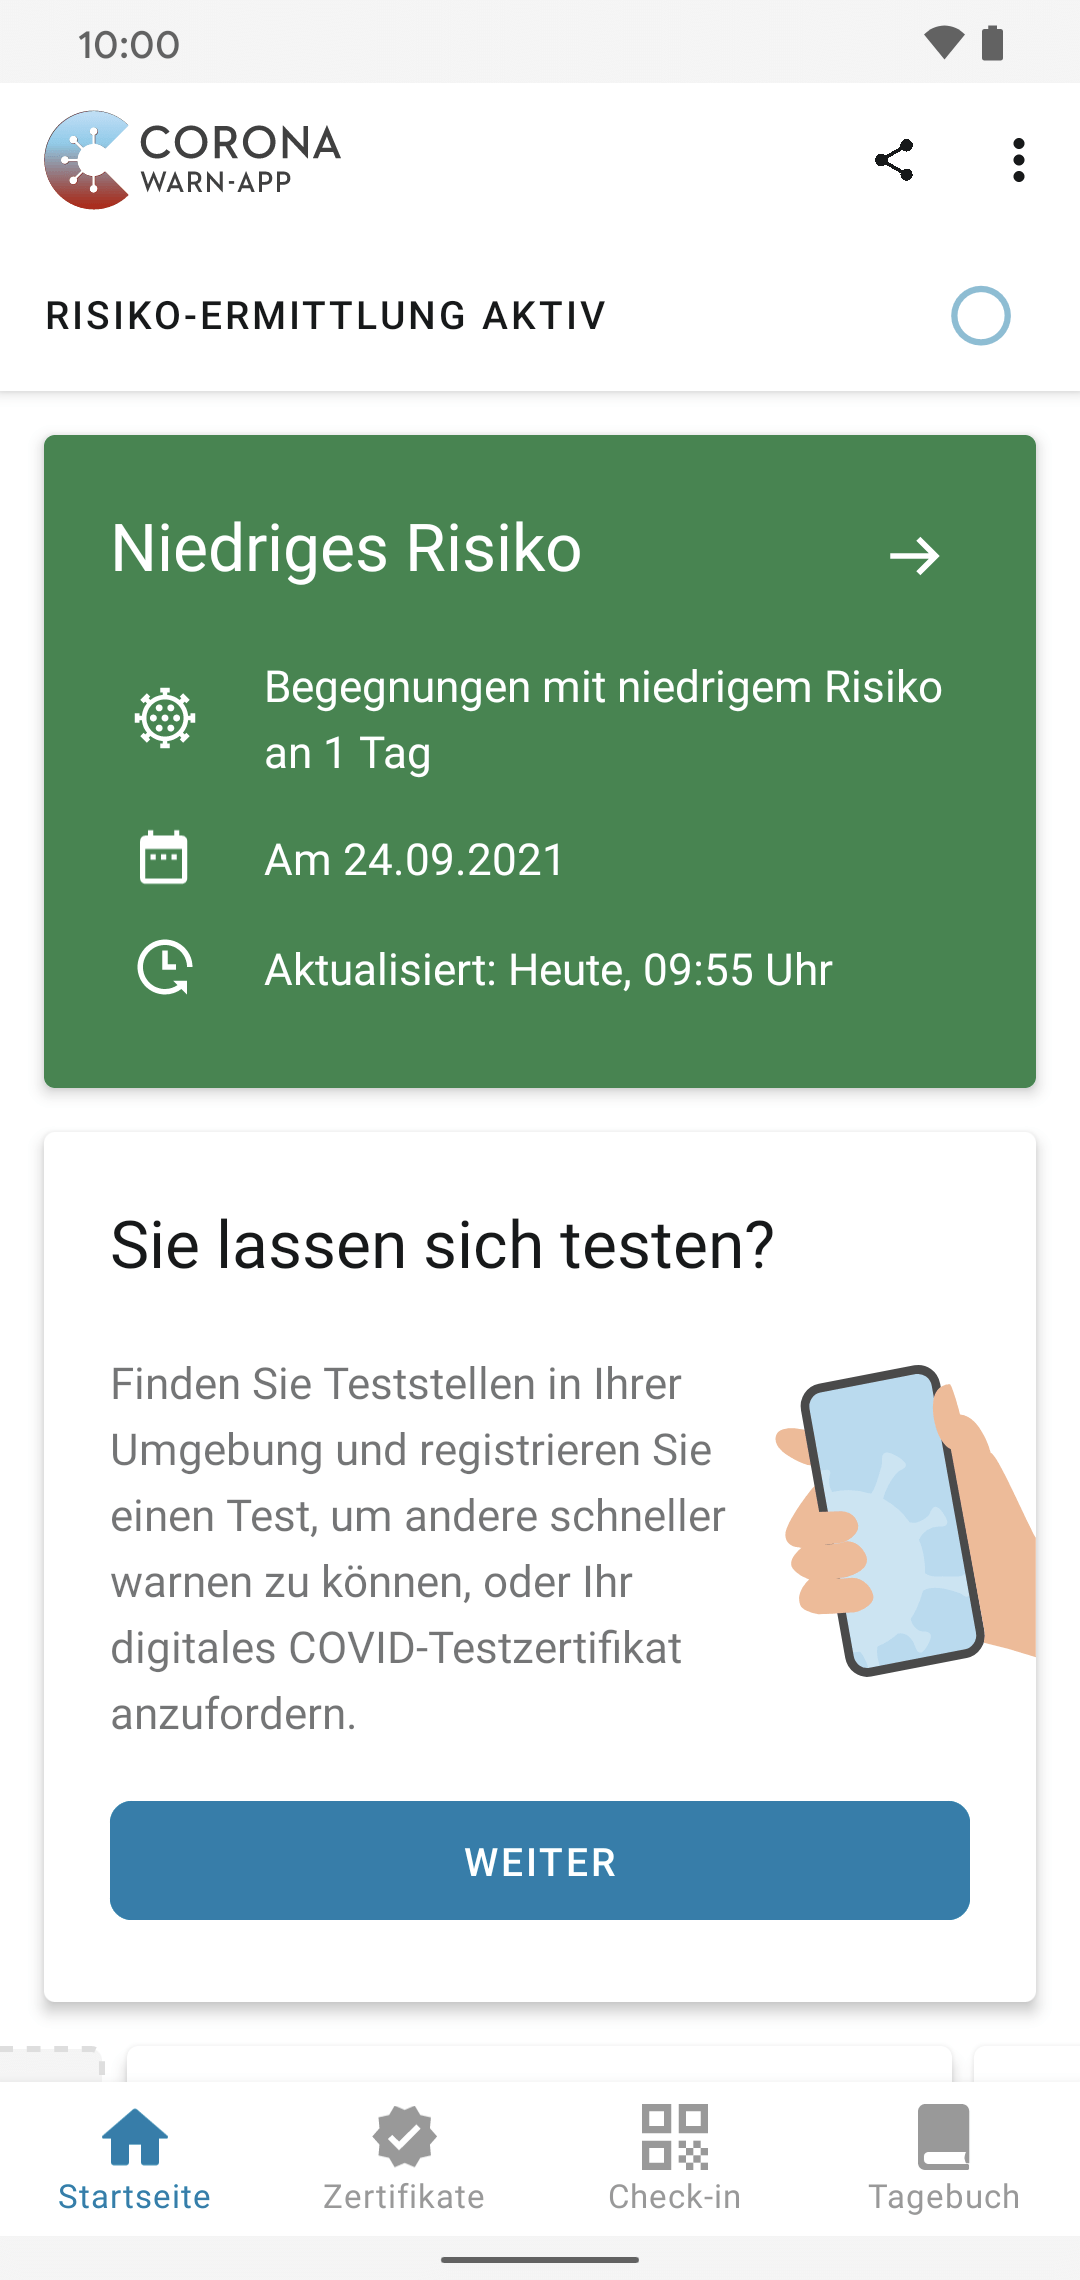 10:00
CORONA
WARN-APP
RISIKO-ERMITTLUNG AKTIV
Niedriges Risiko
Begegnungen mit niedrigem Risiko
an 1 Tag
Am 24.09.2021
Aktualisiert: Heute, 09:55 Uhr
Sie lassen sich testen?
Finden Sie Teststellen in Ihrer
Umgebung und registrieren Sie
einen Test, um andere schneller
warnen zu können, oder Ihr
digitales COVID-Testzertifikat
anzufordern.
WEITER
Startseite
Zertifikate
Check-in
Tagebuch